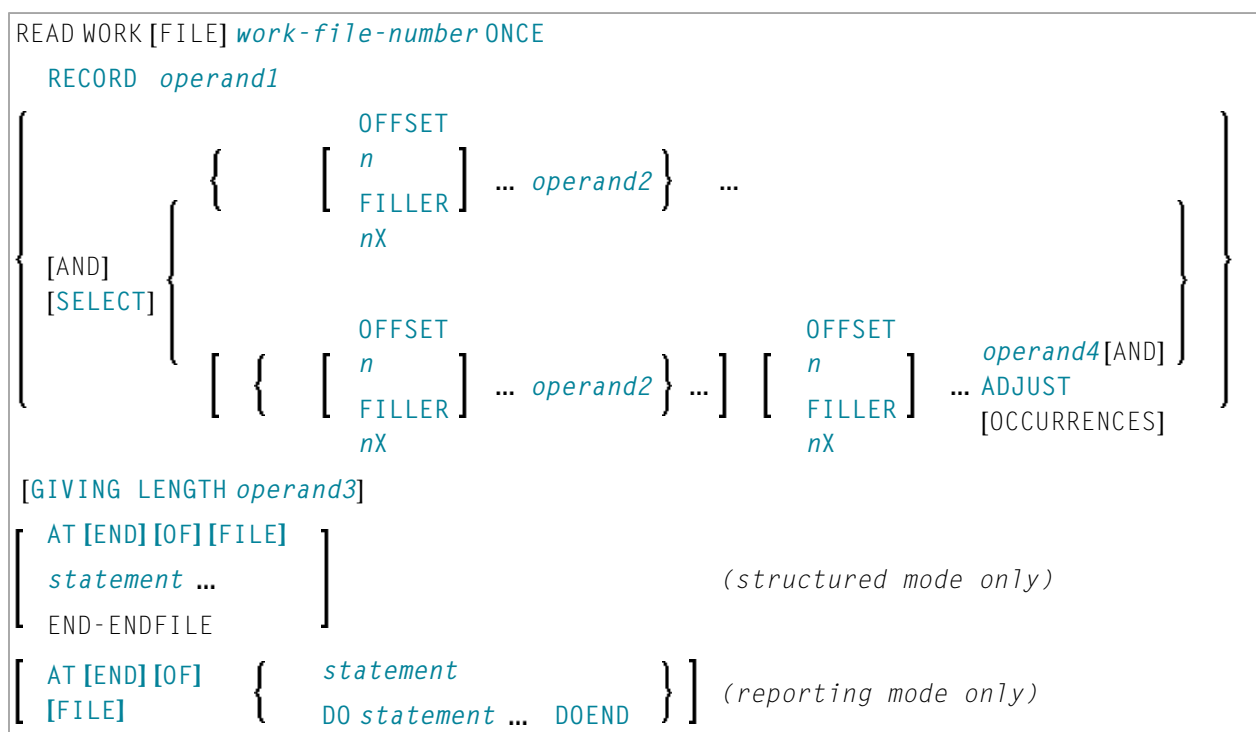 READ WORK [FILE] work-file-number ONCE
RECORD operand1
OFFSET
n
{ [ FILLER ] ... operand2 } ...
nX
[AND]
[SELECT]
OFFSET
n
[ { [ FILLER ] ... operand2 } ... ]
nX
OFFSET
n
[ FILLER ] ...
nX
operand4 [AND]
ADJUST
[OCCURRENCES]
[GIVING LENGTH operand3]
AT [END] [OF] [FILE]
statement ... (structured mode only)
END-ENDFILE
AT [END] [OF]
[FILE]
statement
DO statement ... DOEND
(reporting mode only)